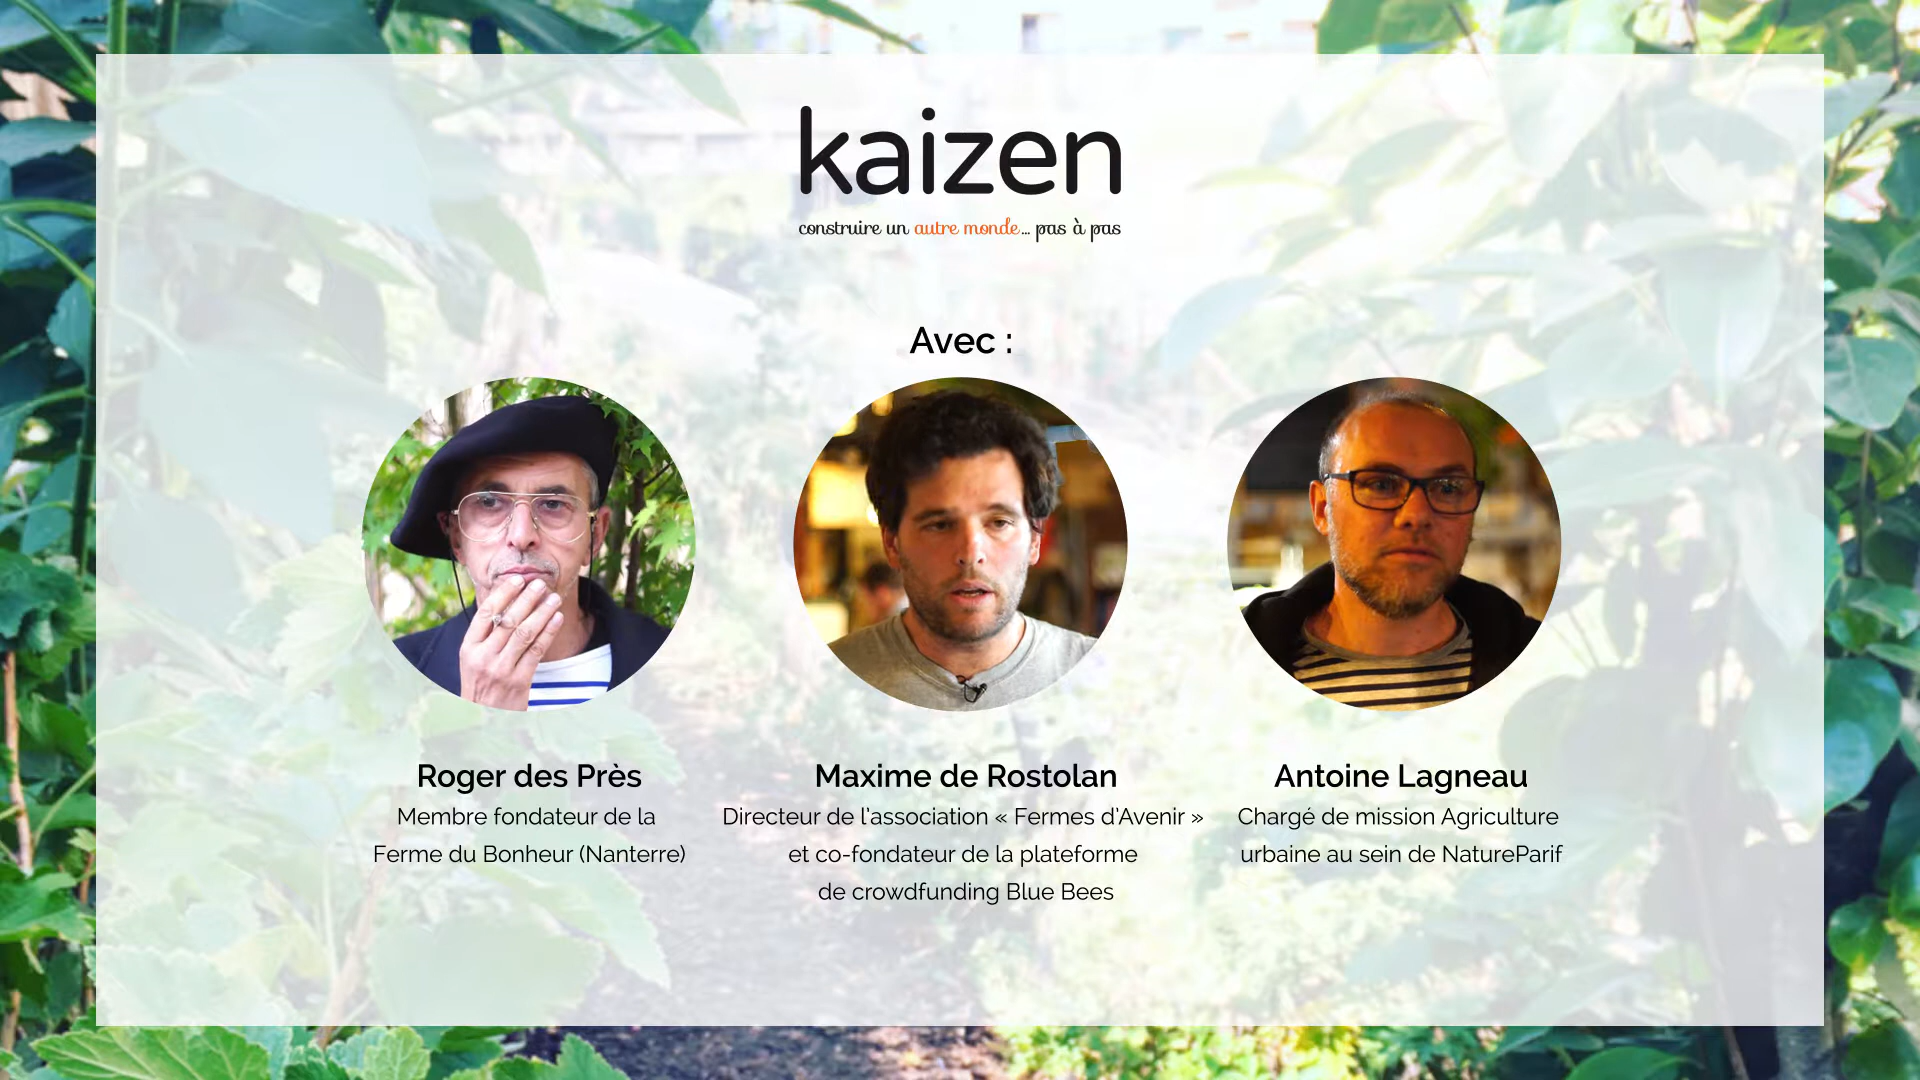 kaizen
construire un autre monde... pas à pas
Avec :
Roger des Près
Membre fondateur de la
Ferme du Bonheur (Nanterre)
Maxime de Rostolan
Directeur de l'association « Fermes d'Avenir »
et co-fondateur de la plateforme
de crowdfunding Blue Bees
Antoine Lagneau
Chargé de mission Agriculture
urbaine au sein de NatureParif